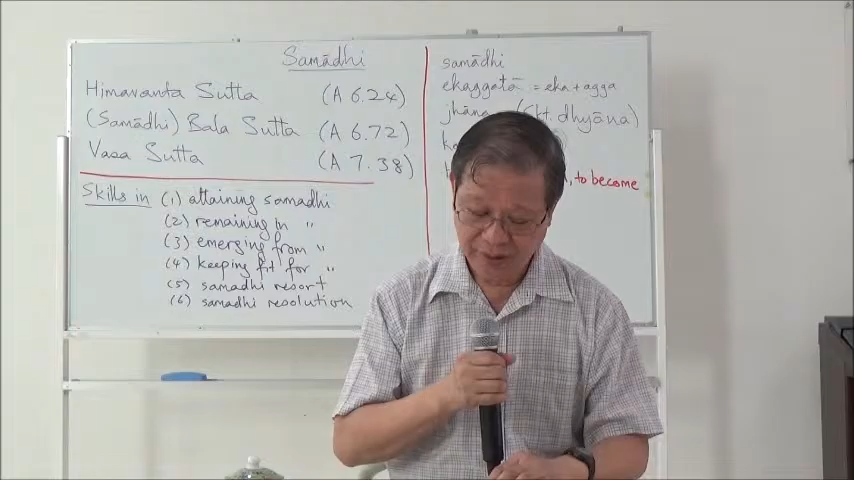 Samādhi
Himavanta Sutta (A 6.24)
(Samādhi) Bala Sutta (A 6.72)
Vasa Sutta (A 7.38)
Skills in (1) attaining samādhi
(2) remaining in "
(3) emerging from "
(4) keeping fit for "
(5) samadhi resort
(6) samadhi resolution
samādhi
ekaggatā = eka + agga
jhāna (Skt. dhyāna)
to become